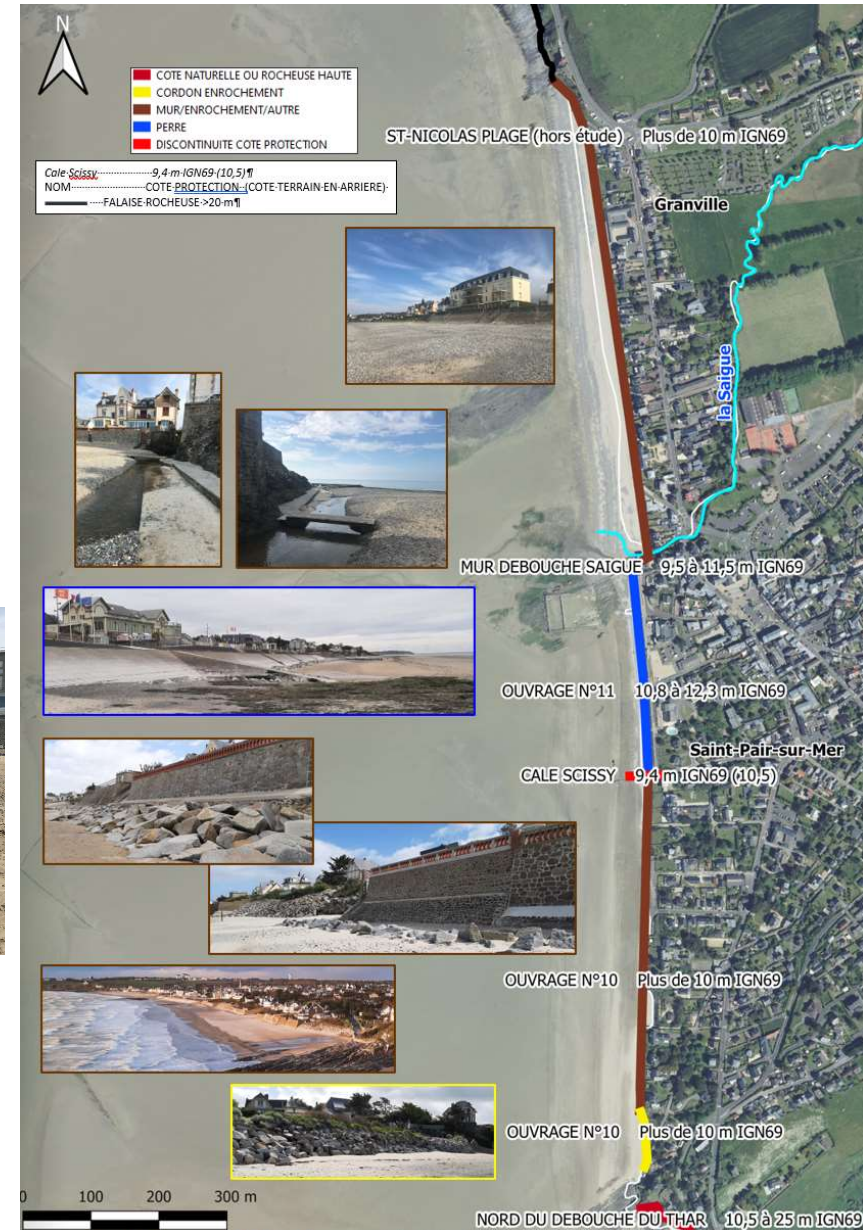 N
COTE NATURELLE OU ROCHEUSE HAUTE
CORDON ENROCHEMENT
MUR/ENROCHEMENT/AUTRE
PERRE
DISCONTINUITE COTE PROTECTION
Cale·Scissy··················9,4·m·IGN69·(10,5)¶
NOM····················COTE·PROTECTION··(COTE·TERRAIN·EN·ARRIERE)·
····FALAISE·ROCHEUSE·>20·m¶
ST-NICOLAS PLAGE (hors étude) Plus de 10 m IGN69
Granville
la Saigue
MUR DEBOUCHE SAIGUE 9,5 à 11,5 m IGN69
OUVRAGE N°11 10,8 à 12,3 m IGN69
Saint-Pair-sur-Mer
CALE SCISSY 9,4 m IGN69 (10,5)
OUVRAGE N°10 Plus de 10 m IGN69
OUVRAGE N°10 Plus de 10 m IGN69
0 100 200 300 m
NORD DU DEBOUCHE DU THAR 10,5 à 25 m IGN69